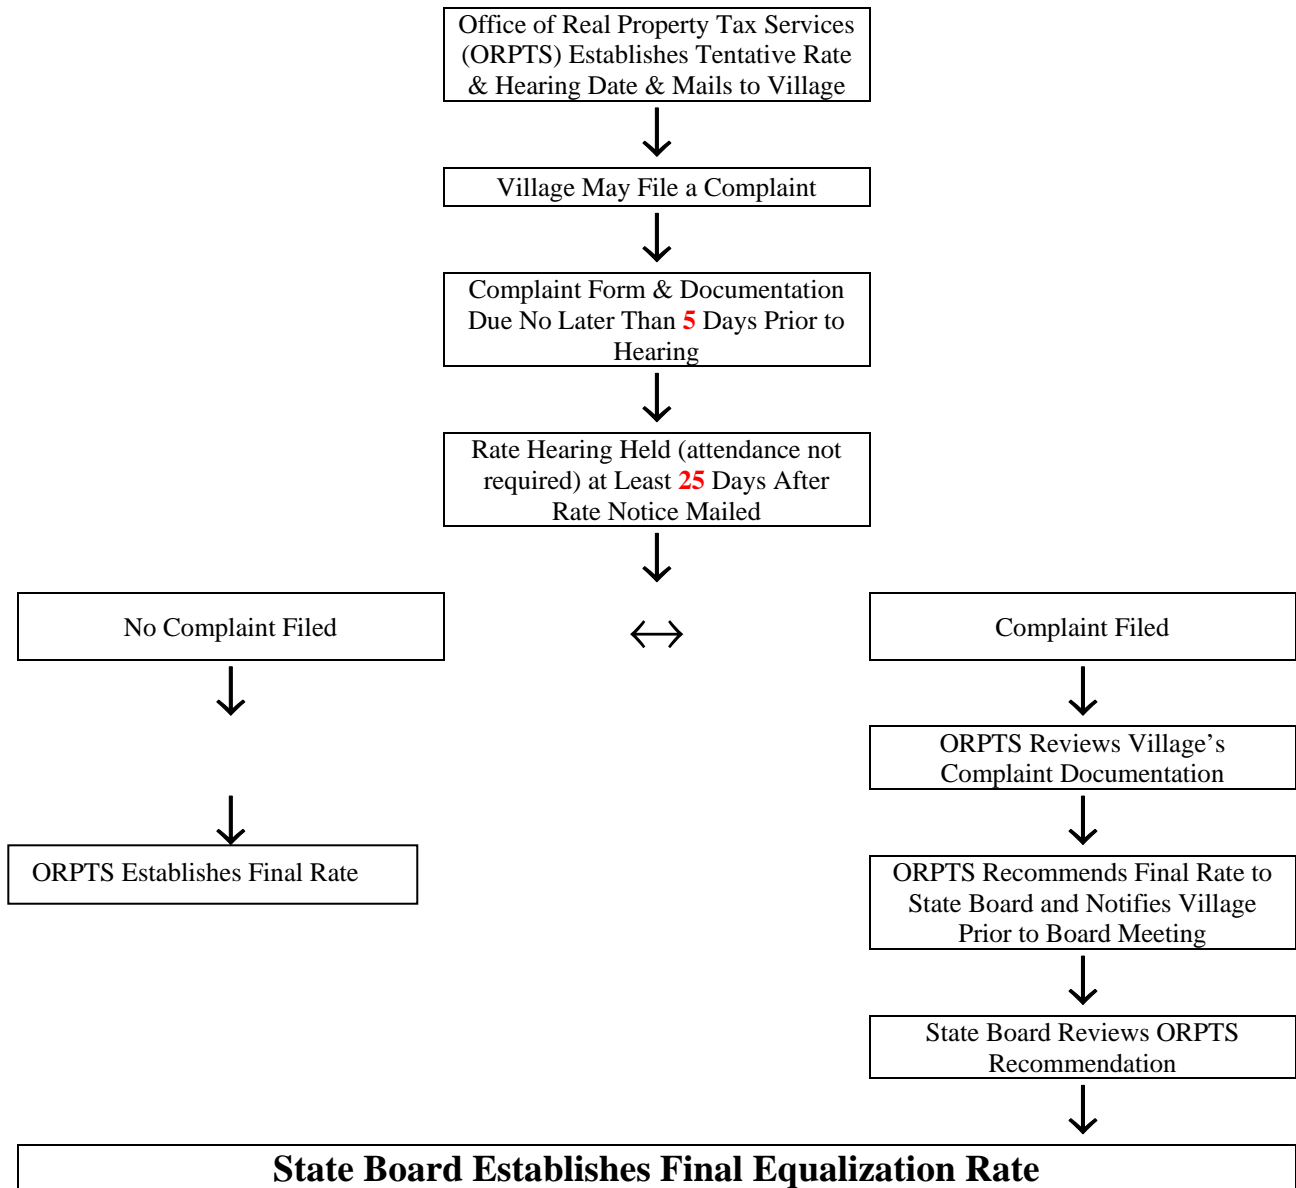 Office of Real Property Tax Services
(ORPTS) Establishes Tentative Rate
& Hearing Date & Mails to Village
Village May File a Complaint
Complaint Form & Documentation
Due No Later Than 5 Days Prior to
Hearing
Rate Hearing Held (attendance not
required) at Least 25 Days After
Rate Notice Mailed
No Complaint Filed
Complaint Filed
ORPTS Reviews Village’s
Complaint Documentation
ORPTS Establishes Final Rate
ORPTS Recommends Final Rate to
State Board and Notifies Village
Prior to Board Meeting
State Board Reviews ORPTS
Recommendation
State Board Establishes Final Equalization Rate